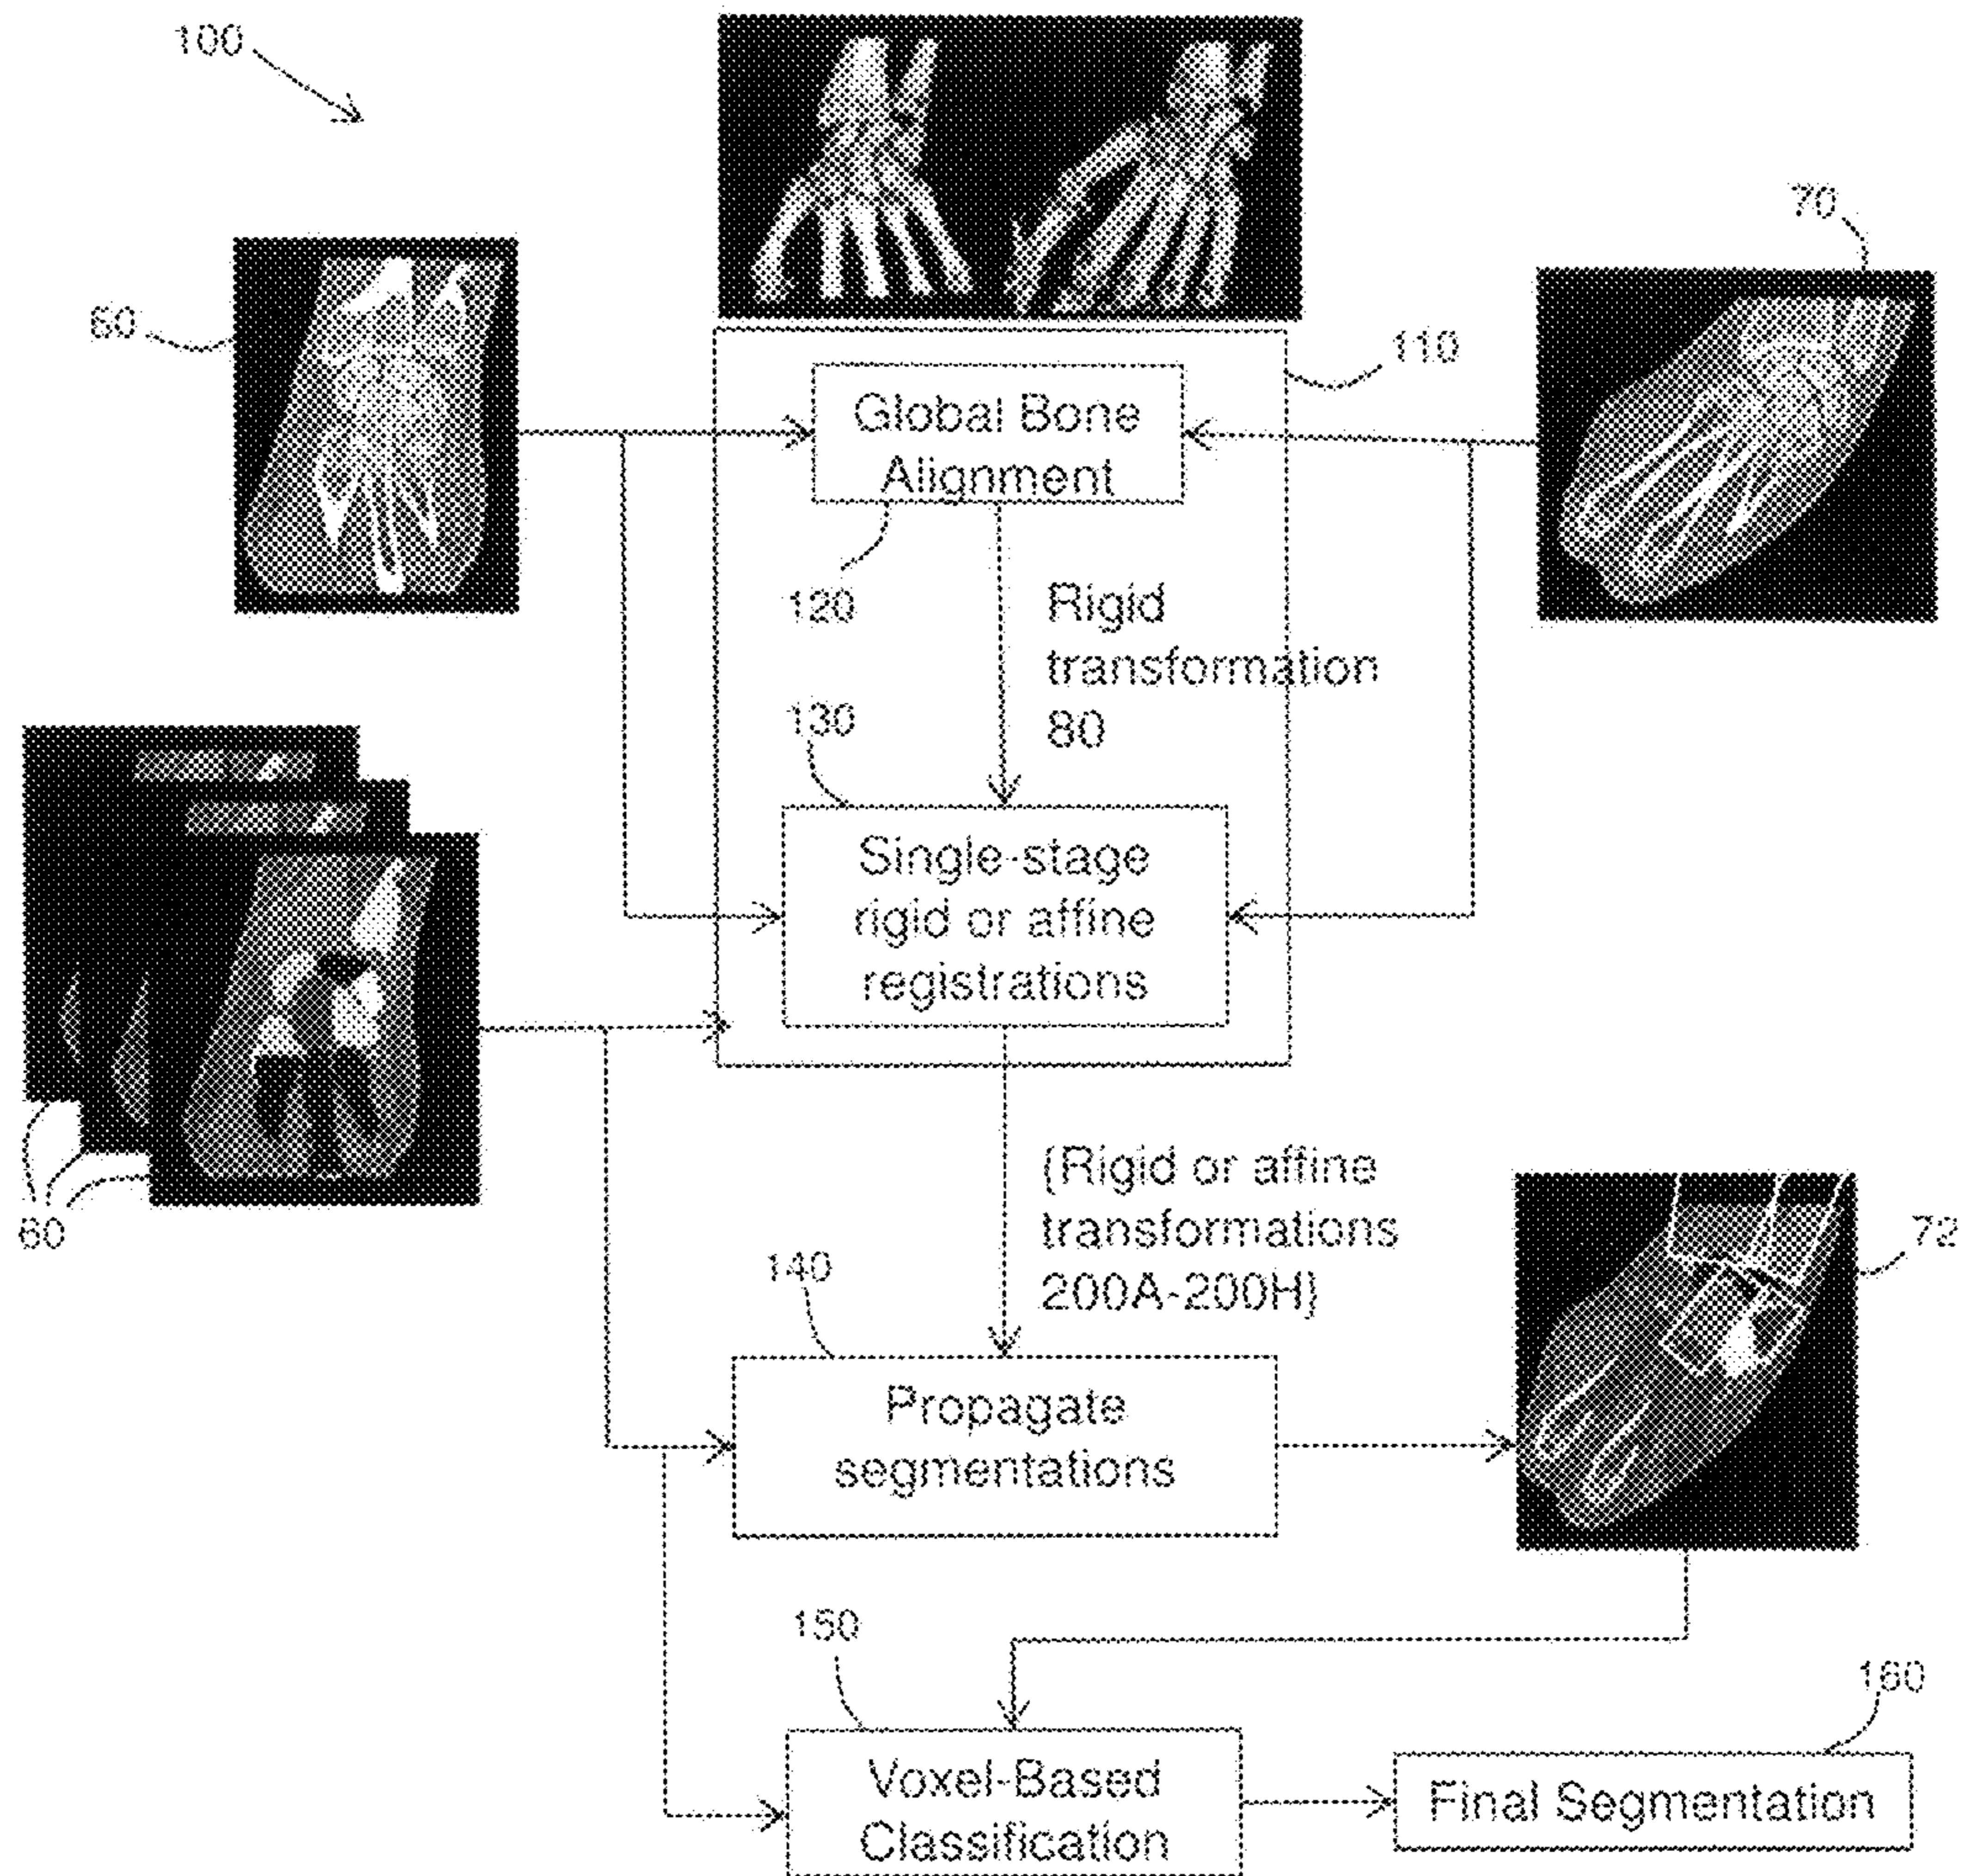 100
70
60
110
Global Bone
Alignment
120
Rigid
transformation
80
130
Single-stage
rigid or affine
registrations
60
{Rigid or affine
transformations
200A-200H}
72
140
Propagate
segmentations
150
160
Voxel-Based
Classification
Final Segmentation